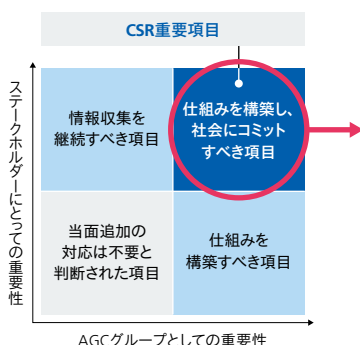 CSR重要項目
ステークホルダーにとっての重要性
情報収集を
継続すべき項目
仕組みを構築し、
社会にコミット
すべき項目
当面追加の
対応は不要と
判断された項目
仕組みを
構築すべき項目
AGCグループとしての重要性